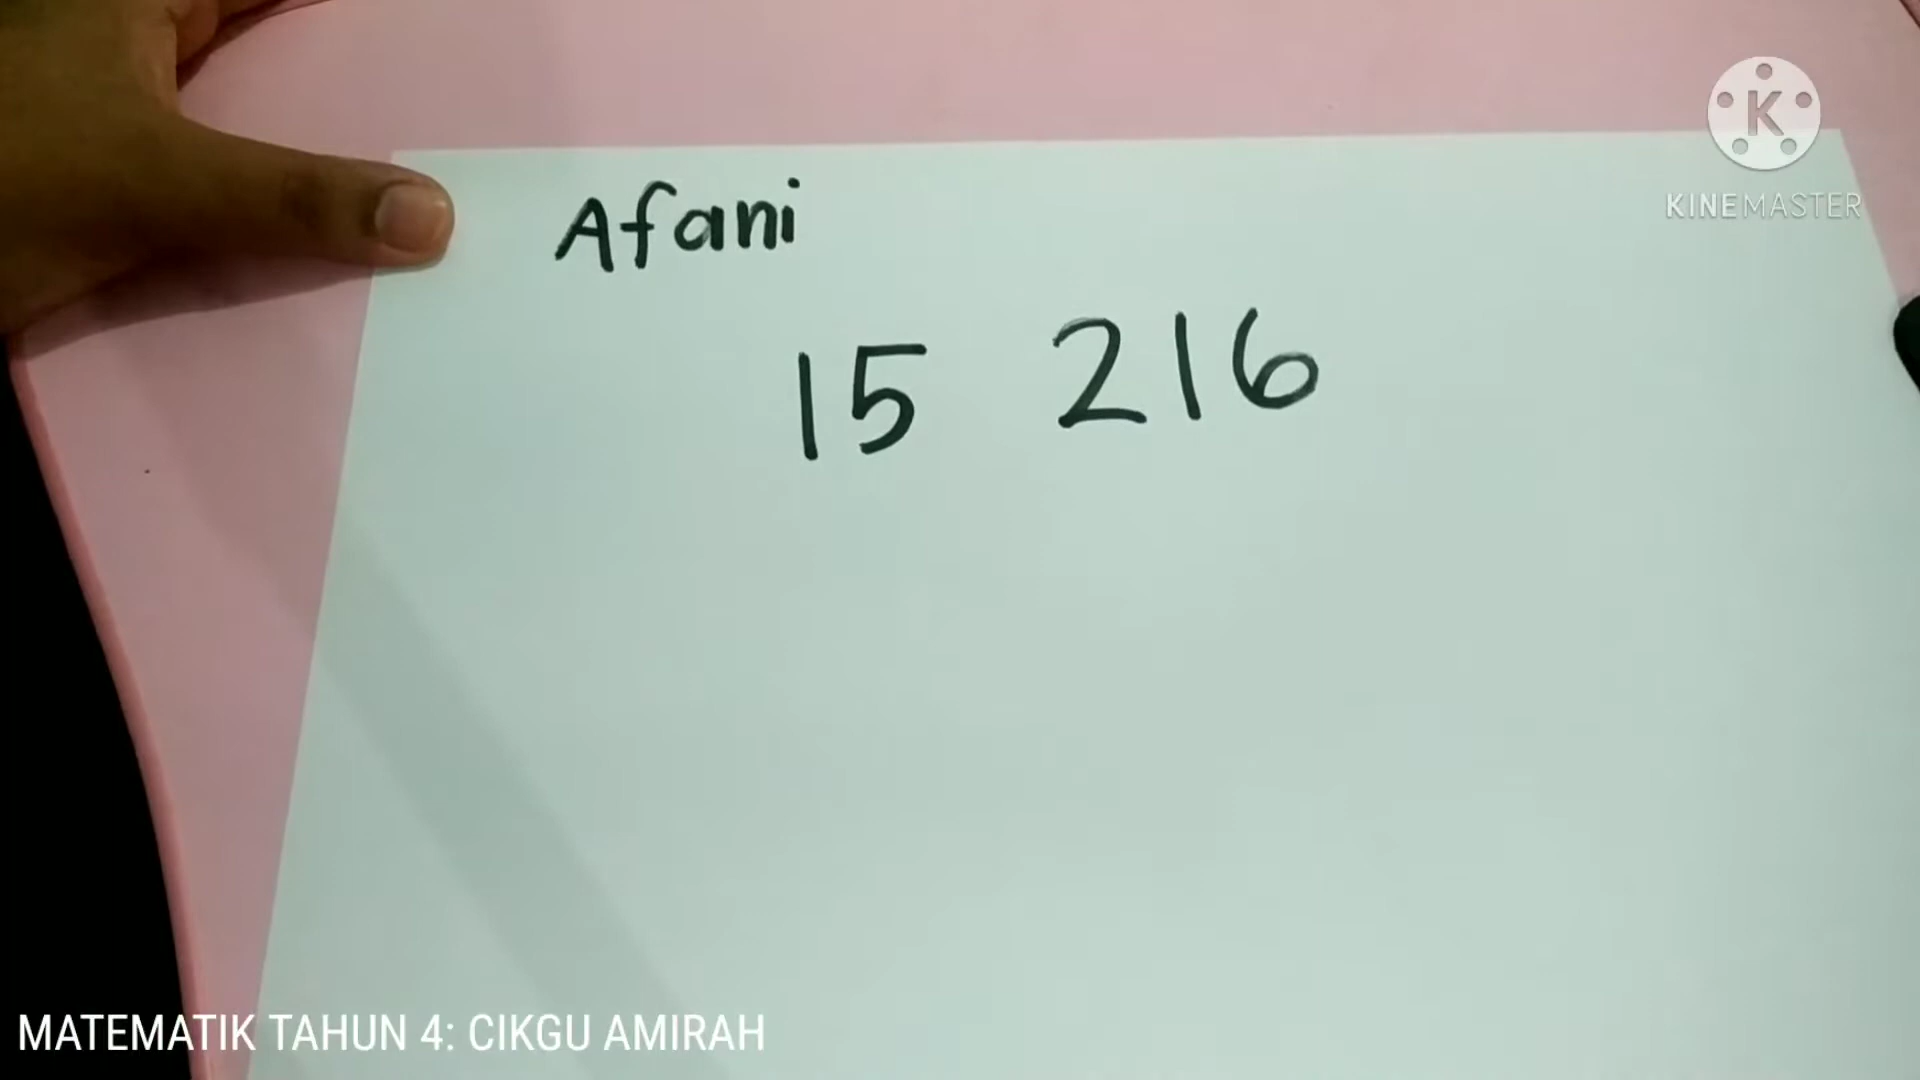 Afani
K
KINEMASTER
15 216
MATEMATIK TAHUN 4: CIKGU AMIRAH